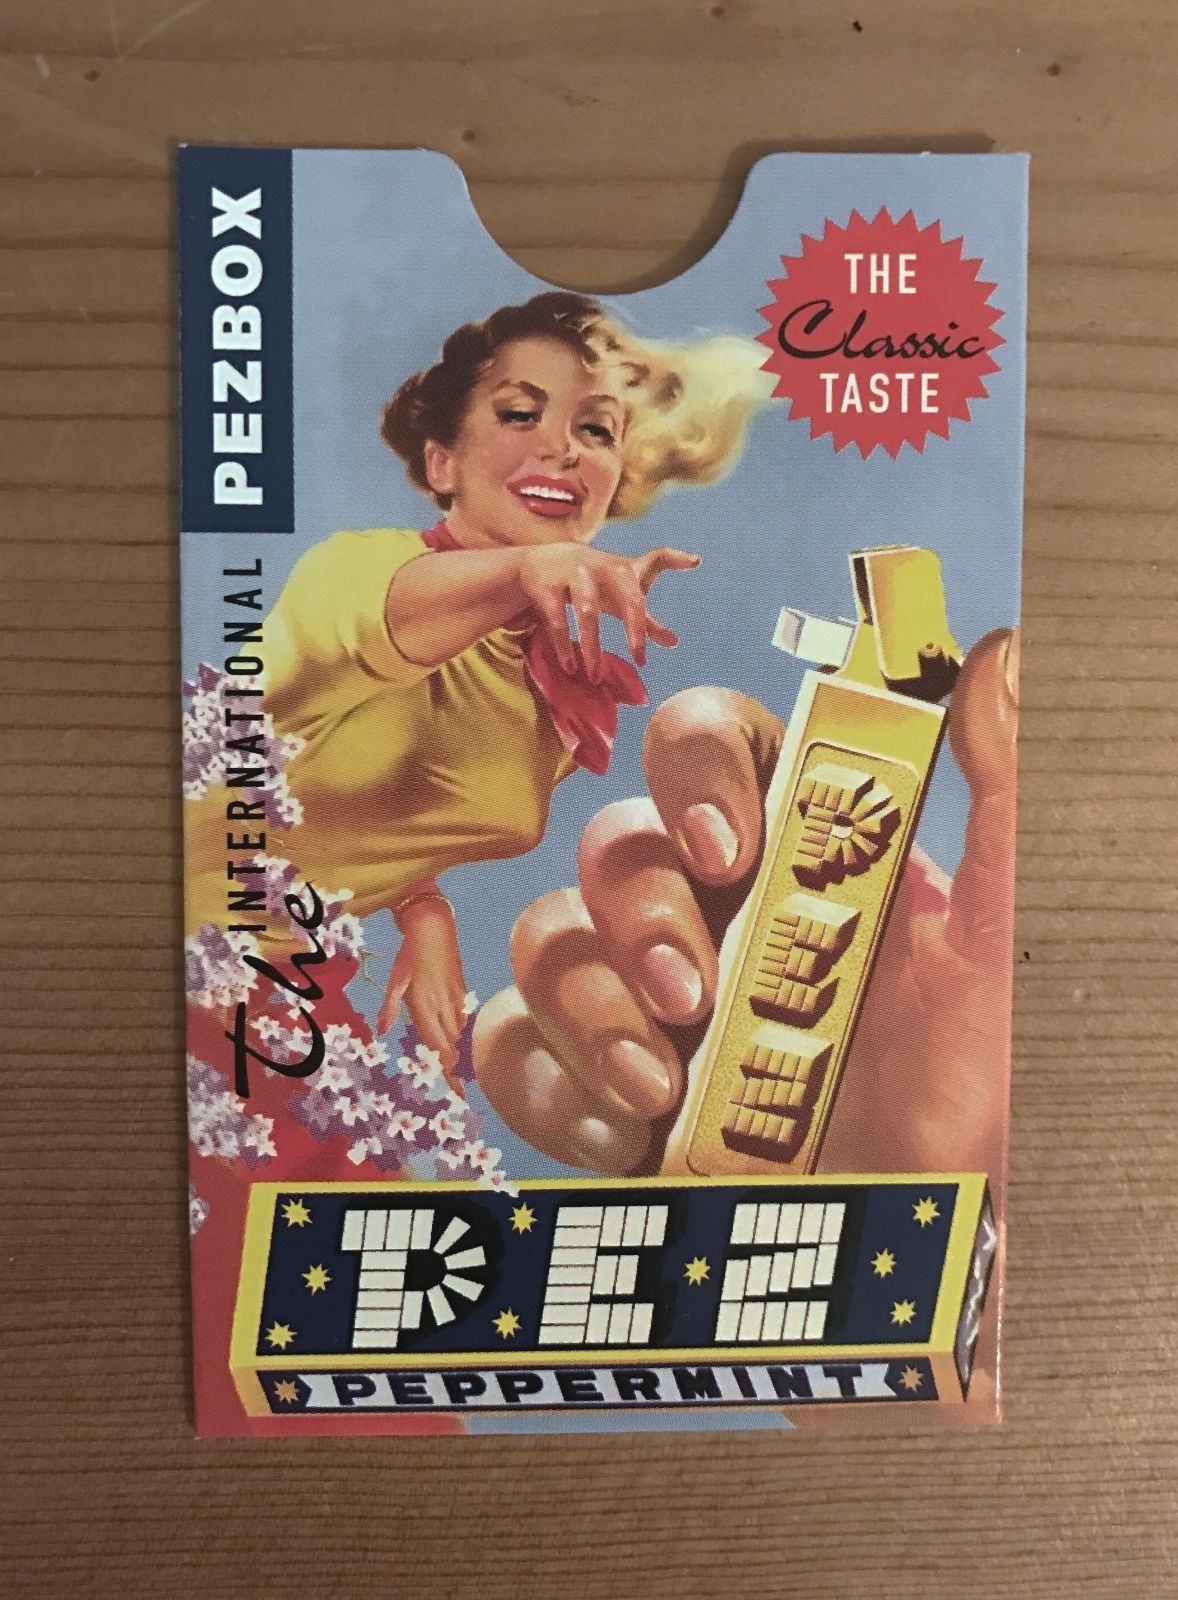 the INTERNATIONAL PEZBOX
THE
Classic
TASTE
PEZ
PEZ
PEPPERMINT